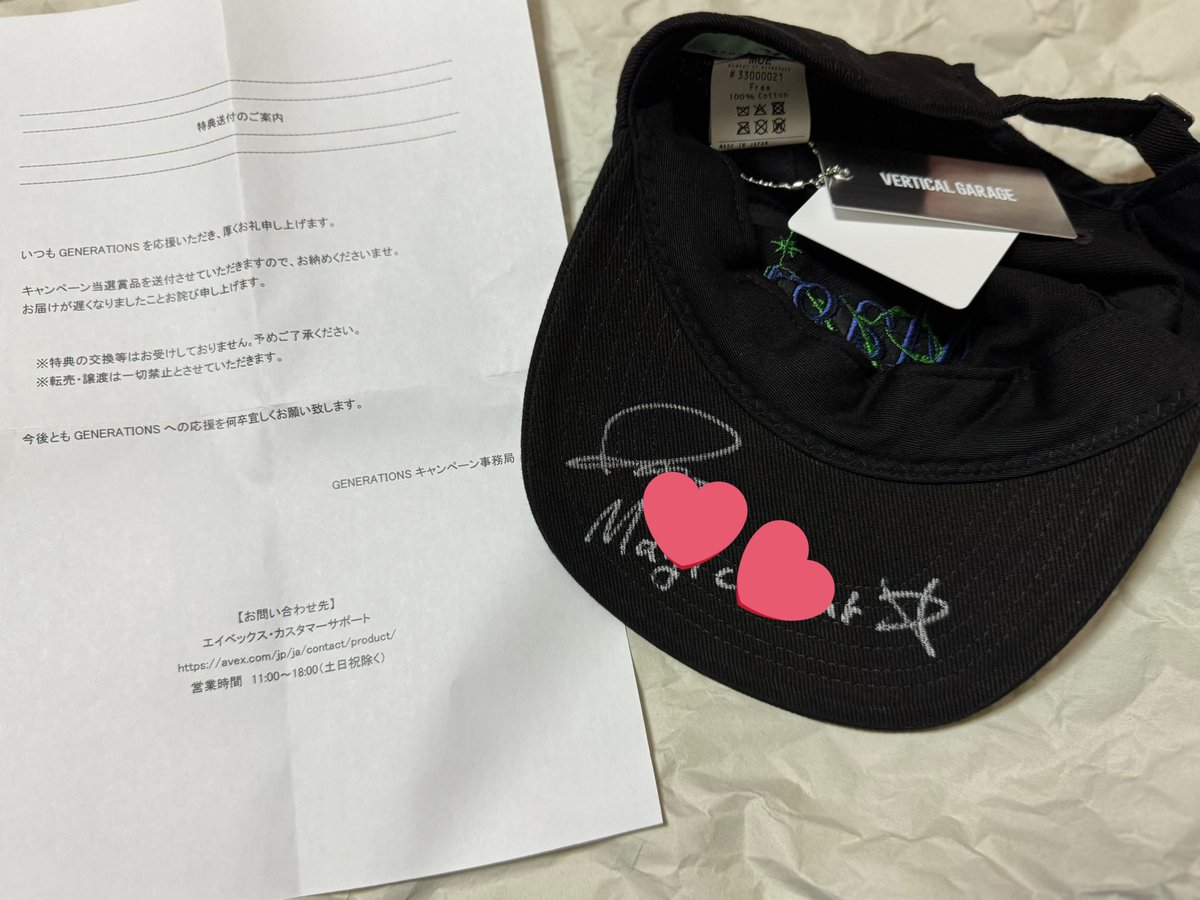 特典送付のご案内
いつも GENERATIONS を応援いただき、厚くお礼申し上げます。
キャンペーン当選賞品を送付させていただきますので、お納めくださいませ。
お届けが遅くなりましたことお詫び申し上げます。
※特典の交換等はお受けしておりません。予めご了承ください。
※転売・譲渡は一切禁止とさせていただきます。
今後とも GENERATIONS への応援を何卒宜しくお願い致します。
GENERATIONS キャンペーン事務局
【お問い合わせ先】
エイベックス・カスタマーサポート
https://avex.com/jp/ja/contact/product/
営業時間 11:00～18:00（土日祝除く）
#33000021
Free
100% Cotton
MADE IN JAPAN
VERTICAL GARAGE